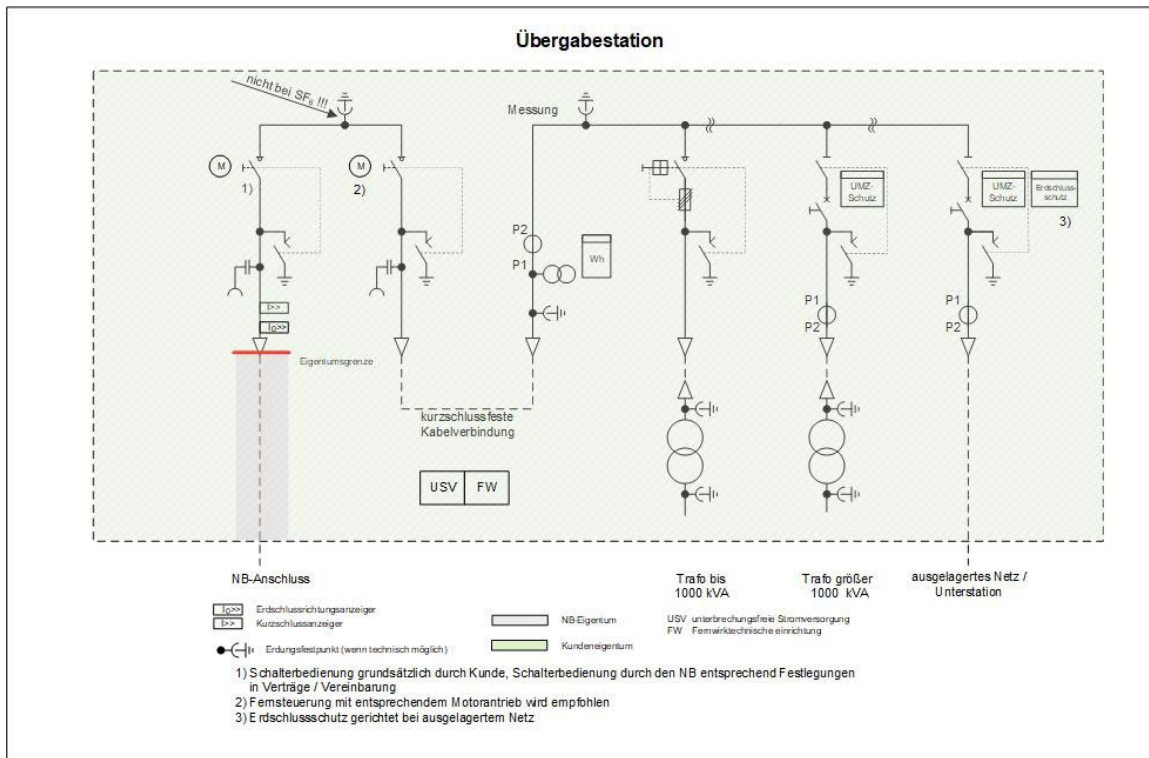 Übergabestation
nicht bei SF6 !!!
Messung
M
1)
M
2)
P2
P1
Wh
UMZ-
Schutz
UMZ-
Schutz
Erdschluss-
schutz
3)
P1
P2
P1
P2
I>>
I0>>
Eigentumsgrenze
kurzschlussfeste
Kabelverbindung
USV
FW
NB-Anschluss
Trafo bis
1000 kVA
Trafo größer
1000 kVA
ausgelagertes Netz /
Unterstation
I0>> Erdschlussrichtungsanzeiger
I>> Kurzschlussanzeiger
Erdungsfestpunkt (wenn technisch möglich)
NB-Eigentum
Kundeneigentum
USV unterbrechungsfreie Stromversorgung
FW Fernwirktechnische einrichtung
1) Schalterbedienung grundsätzlich durch Kunde, Schalterbedienung durch den NB entsprechend Festlegungen
in Verträge / Vereinbarung
2) Fernsteuerung mit entsprechendem Motorantrieb wird empfohlen
3) Erdschlussschutz gerichtet bei ausgelagertem Netz